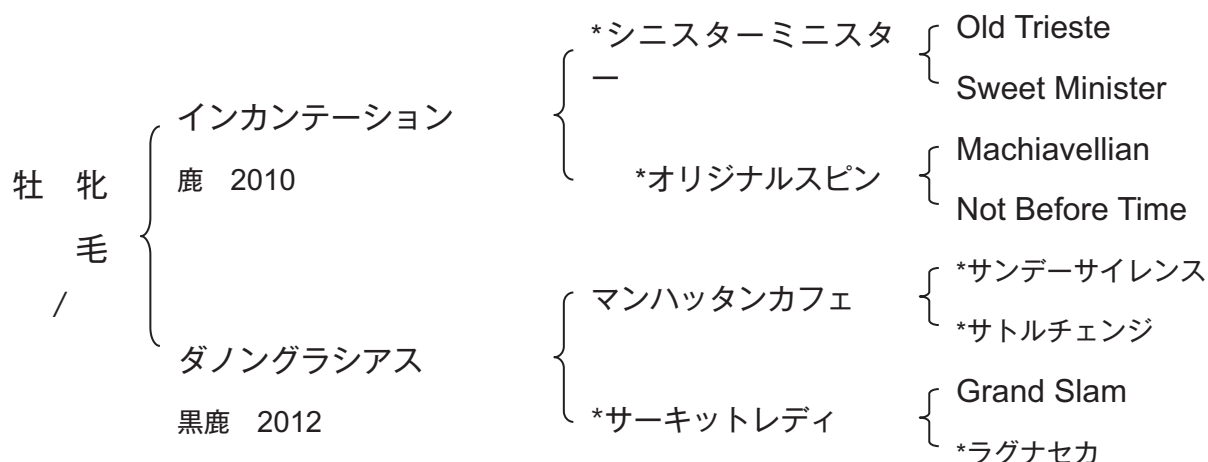 *シニスターミニスタ
ー
Old Trieste
Sweet Minister
インカンテーション
鹿　2010
*オリジナルスピン
Machiavellian
Not Before Time
牡　牝
毛
/
マンハッタンカフェ
*サンデーサイレンス
*サトルチェンジ
ダノングラシアス
黒鹿　2012
*サーキットレディ
Grand Slam
*ラグナセカ